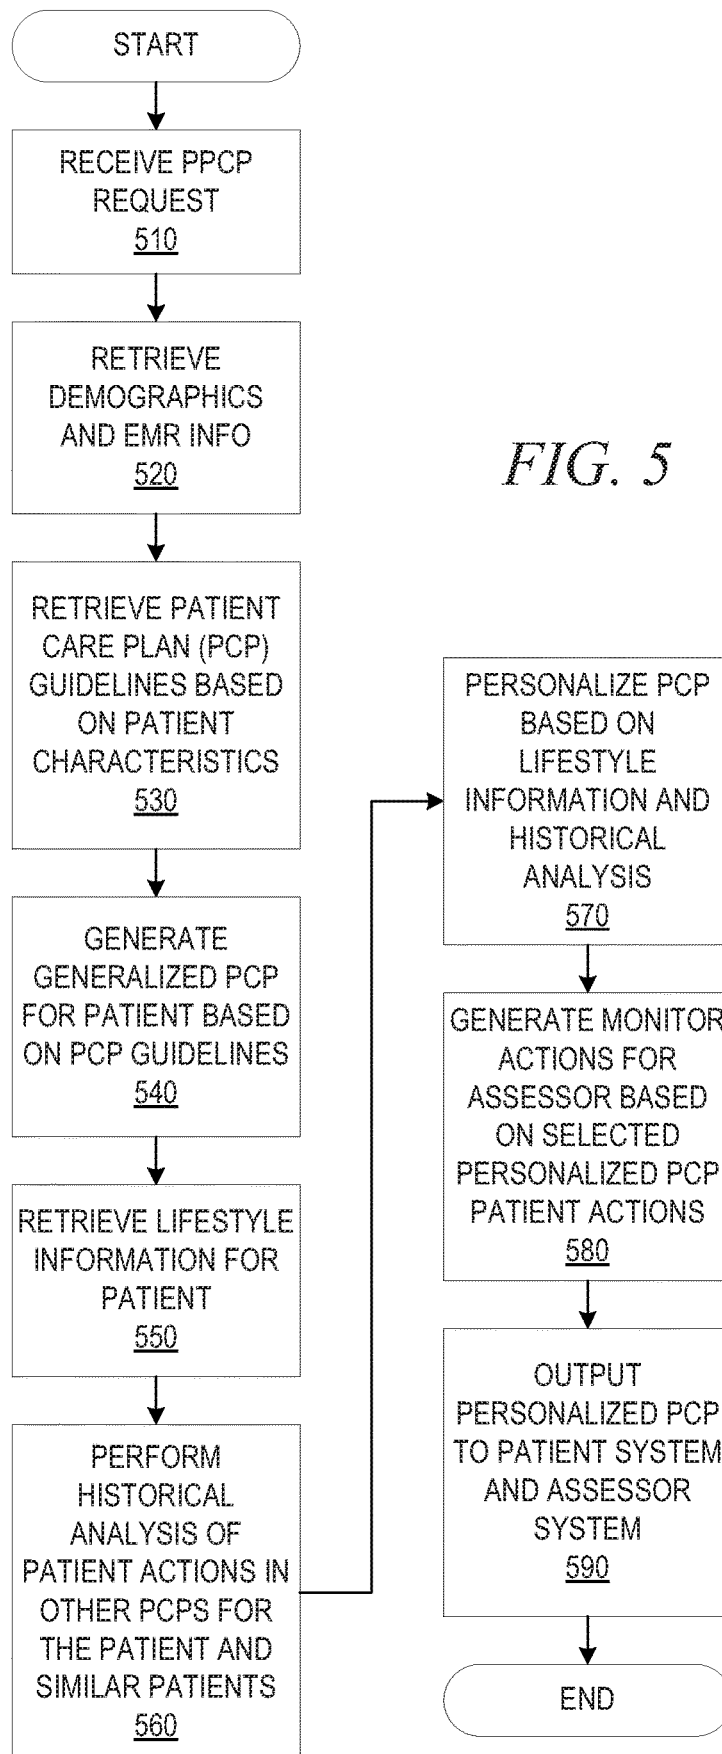 START
RECEIVE PPCP
REQUEST
510
RETRIEVE
DEMOGRAPHICS
AND EMR INFO
520
RETRIEVE PATIENT
CARE PLAN (PCP)
GUIDELINES BASED
ON PATIENT
CHARACTERISTICS
530
GENERATE
GENERALIZED PCP
FOR PATIENT BASED
ON PCP GUIDELINES
540
RETRIEVE LIFESTYLE
INFORMATION FOR
PATIENT
550
PERFORM
HISTORICAL
ANALYSIS OF
PATIENT ACTIONS IN
OTHER PCPS FOR
THE PATIENT AND
SIMILAR PATIENTS
560
FIG. 5
PERSONALIZE PCP
BASED ON
LIFESTYLE
INFORMATION AND
HISTORICAL
ANALYSIS
570
GENERATE MONITOR
ACTIONS FOR
ASSESSOR BASED
ON SELECTED
PERSONALIZED PCP
PATIENT ACTIONS
580
OUTPUT
PERSONALIZED PCP
TO PATIENT SYSTEM
AND ASSESSOR
SYSTEM
590
END